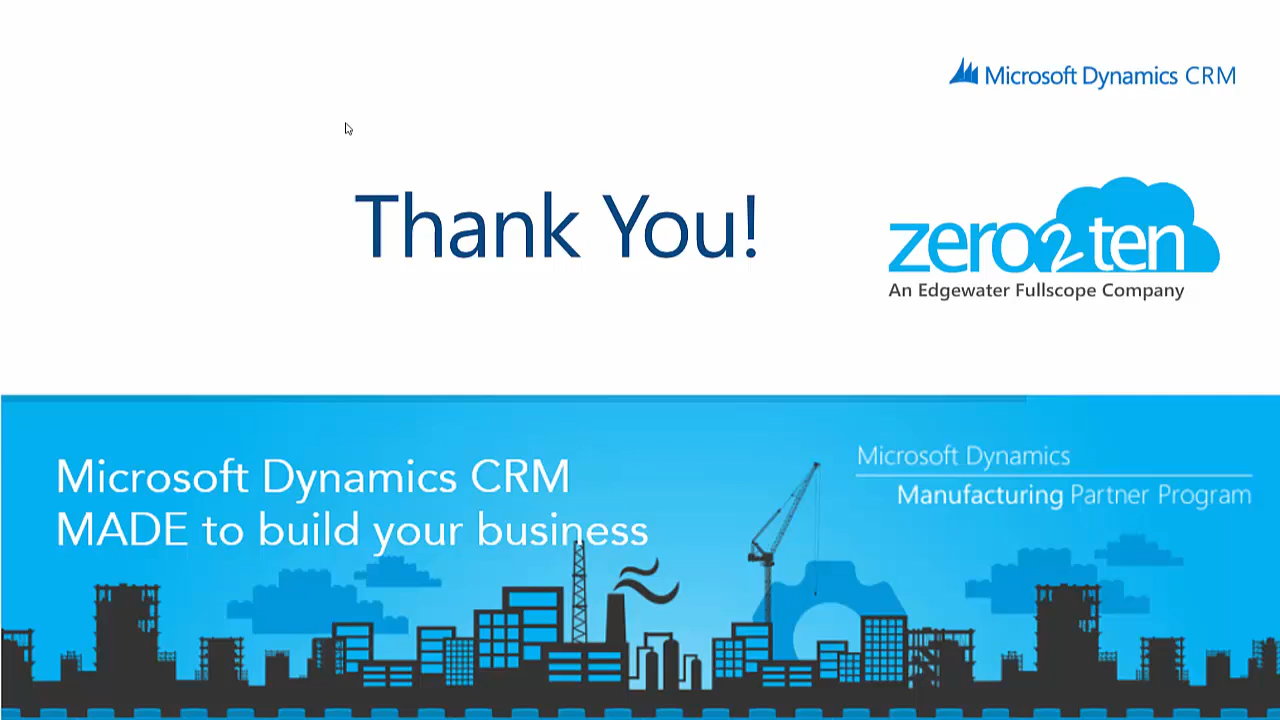 Microsoft Dynamics CRM
Thank You!
zero2ten
An Edgewater Fullscope Company
Microsoft Dynamics CRM
MADE to build your business
Microsoft Dynamics
Manufacturing Partner Program